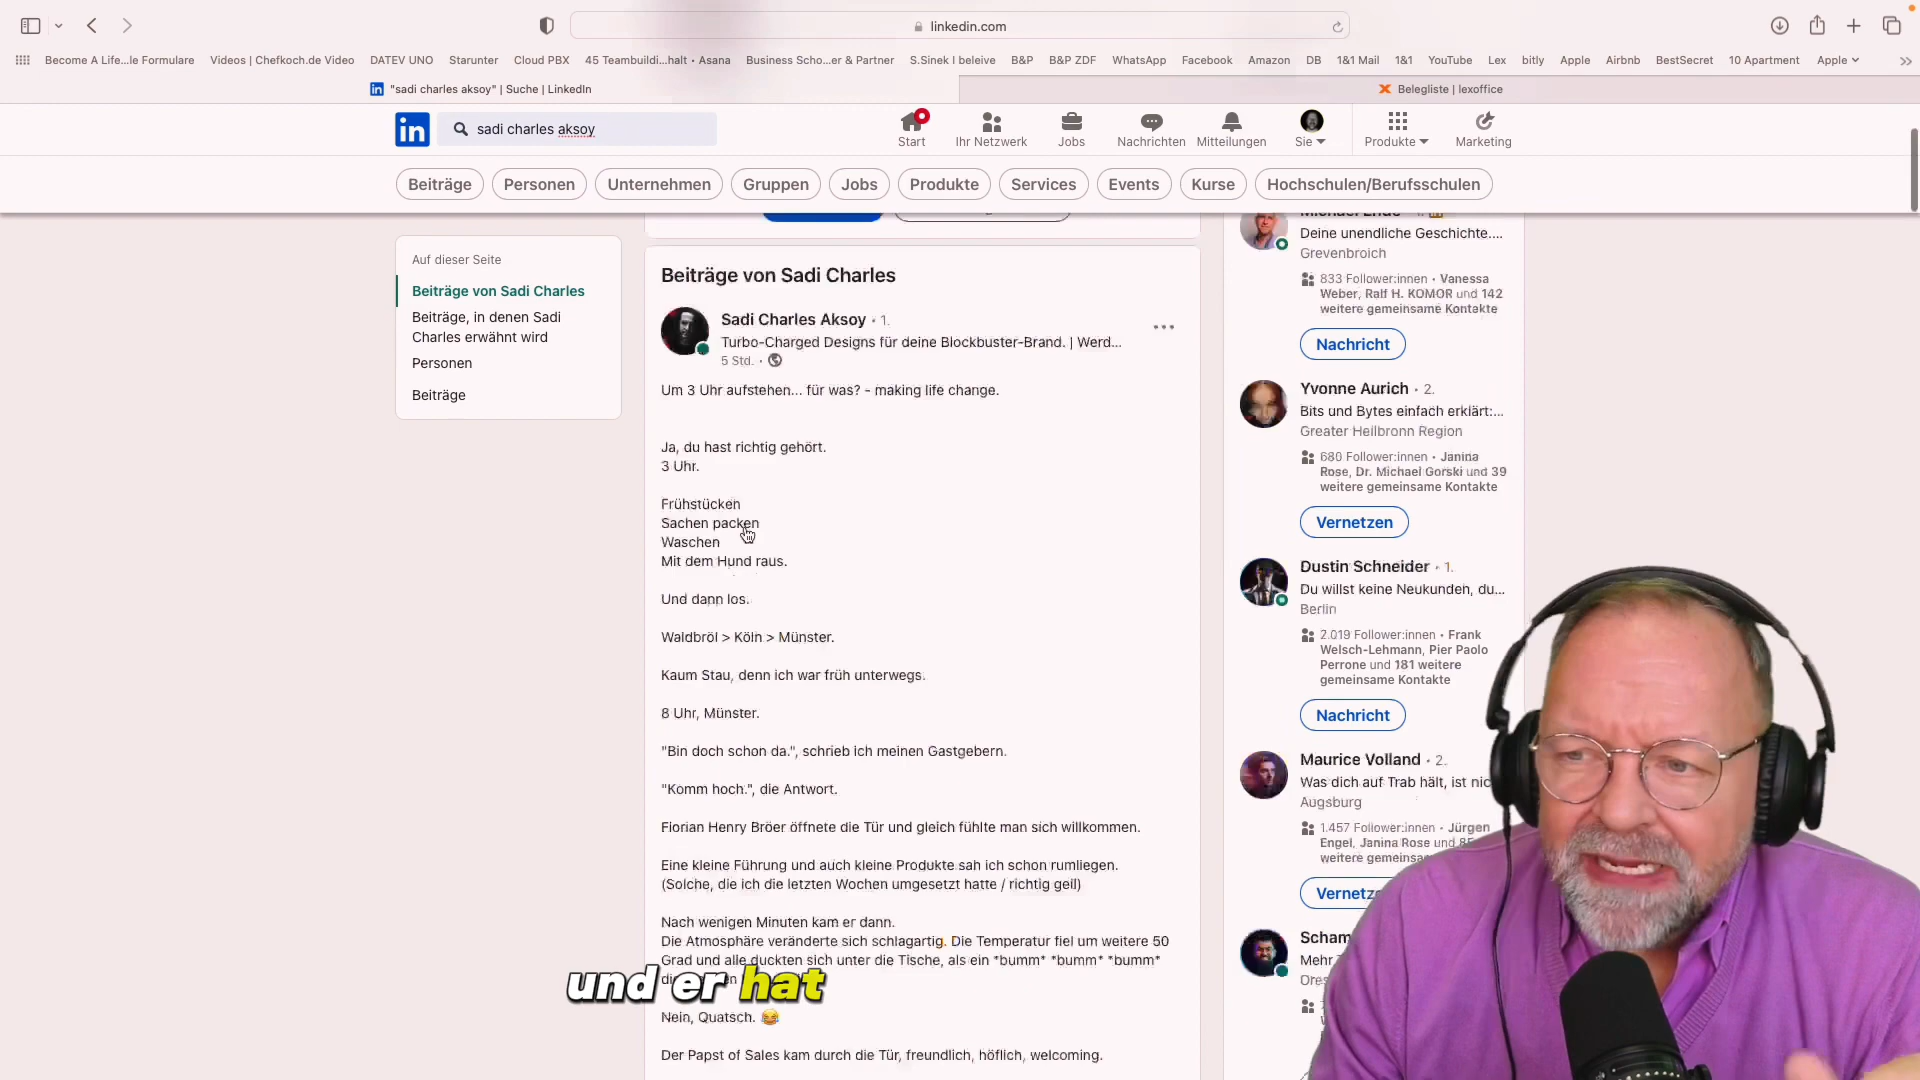 linkedin.com
Become A Life...le Formulare
Videos | Chefkoch.de Video
DATEV UNO
Starunter
Cloud PBX
45 Teambuildi...halt • Asana
Business Scho...er & Partner
S.Sinek I beleive
B&P
B&P ZDF
WhatsApp
Facebook
Amazon
DB
1&1 Mail
1&1
YouTube
Lex
bitly
Apple
Airbnb
BestSecret
10 Apartment
Apple
"sadi charles aksoy" | Suche | LinkedIn
Belegliste | lexoffice
in
sadi charles aksoy
Start
Ihr Netzwerk
Jobs
Nachrichten
Mitteilungen
Sie
Produkte
Marketing
Beiträge
Personen
Unternehmen
Gruppen
Jobs
Produkte
Services
Events
Kurse
Hochschulen/Berufsschulen
Auf dieser Seite
Beiträge von Sadi Charles
Beiträge, in denen Sadi
Charles erwähnt wird
Personen
Beiträge
Beiträge von Sadi Charles
Sadi Charles Aksoy • 1.
Turbo-Charged Designs für deine Blockbuster-Brand. | Werd...
5 Std. •
Um 3 Uhr aufstehen... für was? - making life change.
Ja, du hast richtig gehört.
3 Uhr.
Frühstücken
Sachen packen
Waschen
Mit dem Hund raus.
Und dann los.
Waldbröl > Köln > Münster.
Kaum Stau, denn ich war früh unterwegs.
8 Uhr, Münster.
"Bin doch schon da.", schrieb ich meinen Gastgebern.
"Komm hoch.", die Antwort.
Florian Henry Bröer öffnete die Tür und gleich fühlte man sich willkommen.
Eine kleine Führung und auch kleine Produkte sah ich schon rumliegen.
(Solche, die ich die letzten Wochen umgesetzt hatte / richtig geil)
Nach wenigen Minuten kam er dann.
Die Atmosphäre veränderte sich schlagartig. Die Temperatur fiel um weitere 50
Grad und alle duckten sich unter die Tische, als ein *bumm* *bumm* *bumm*
und er hat
Nein, Quatsch. 😂
Der Papst of Sales kam durch die Tür, freundlich, höflich, welcoming.
Michael Ende
Deine unendliche Geschichte....
Grevenbroich
833 Follower:innen • Vanessa
Weber, Ralf H. KOMOR und 142
weitere gemeinsame Kontakte
Nachricht
Yvonne Aurich • 2.
Bits und Bytes einfach erklärt:...
Greater Heilbronn Region
680 Follower:innen • Janina
Rose, Dr. Michael Gorski und 39
weitere gemeinsame Kontakte
Vernetzen
Dustin Schneider • 1.
Du willst keine Neukunden, du...
Berlin
2.019 Follower:innen • Frank
Welsch-Lehmann, Pier Paolo
Perrone und 181 weitere
gemeinsame Kontakte
Nachricht
Maurice Volland • 2.
Was dich auf Trab hält, ist nic
Augsburg
1.457 Follower:innen • Jürgen
Engel, Janina Rose und
weitere gemeinsa
Vernetze
Scham
Mehr
Dres